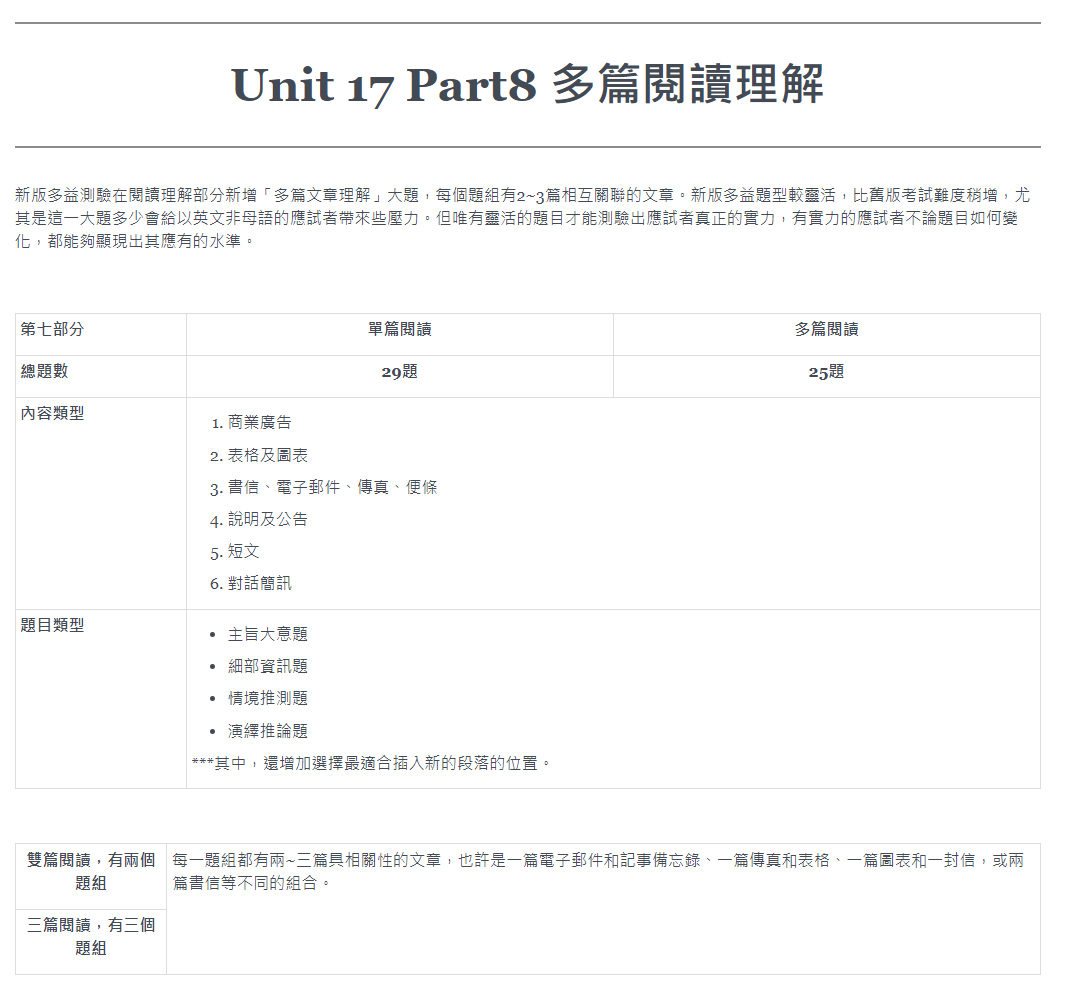 Unit 17 Part8 多篇閱讀理解
新版多益測驗在閱讀理解部分新增「多篇文章理解」大題，每個題組有2~3篇相互關聯的文章。新版多益題型較靈活，比舊版考試難度稍增，尤
其是這一大題多少會給以英文非母語的應試者帶來些壓力。但唯有靈活的題目才能測驗出應試者真正的實力，有實力的應試者不論題目如何變
化，都能夠顯現出其應有的水準。
第七部分 單篇閱讀 多篇閱讀
總題數 29題 25題
內容類型
1. 商業廣告
2. 表格及圖表
3. 書信、電子郵件、傳真、便條
4. 說明及公告
5. 短文
6. 對話簡訊
題目類型
• 主旨大意題
• 細部資訊題
• 情境推測題
• 演繹推論題
***其中，還增加選擇最適合插入新的段落的位置。
雙篇閱讀，有兩個
題組
每一題組都有兩~三篇具相關性的文章，也許是一篇電子郵件和記事備忘錄、一篇傳真和表格、一篇圖表和一封信，或兩
篇書信等不同的組合。
三篇閱讀，有三個
題組